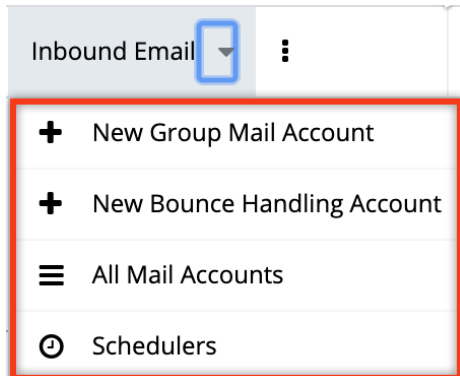 Inbound Email
New Group Mail Account
New Bounce Handling Account
All Mail Accounts
Schedulers